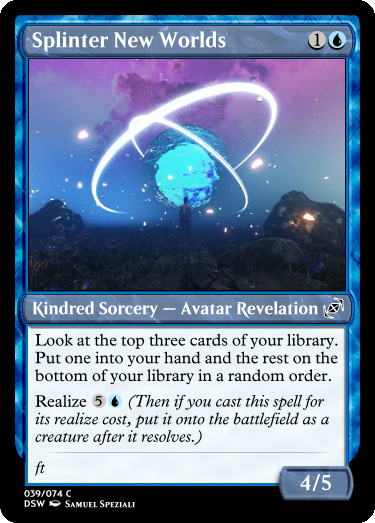 Splinter New Worlds 1
Kindred Sorcery — Avatar Revelation
Look at the top three cards of your library.
Put one into your hand and the rest on the
bottom of your library in a random order.
Realize 5 (Then if you cast this spell for
its realize cost, put it onto the battlefield as a
creature after it resolves.)
ft
4/5
039/074 C
DSW Samuel Speziali